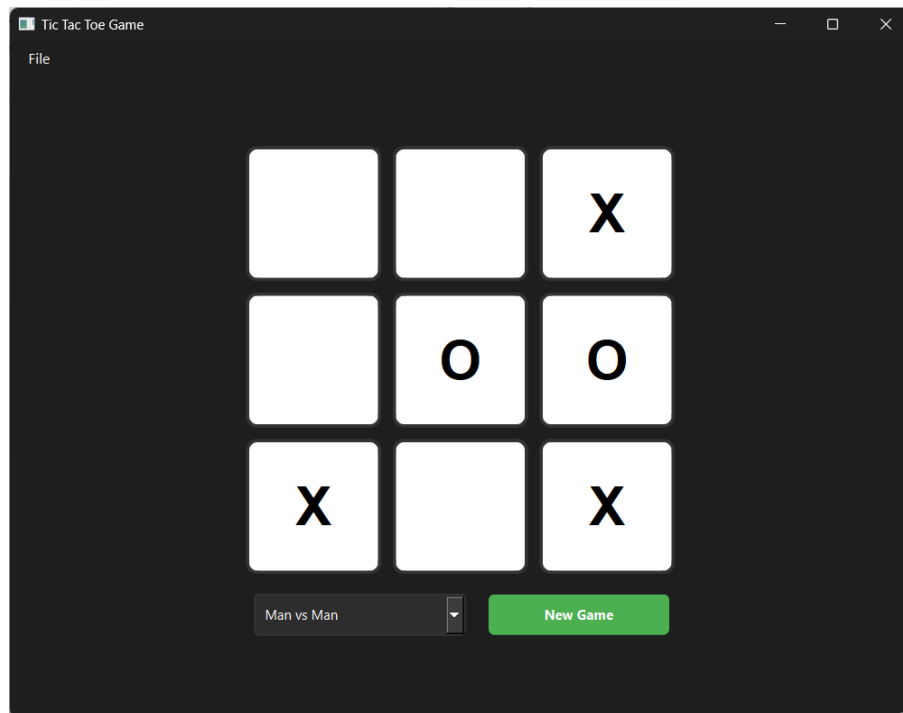 Tic Tac Toe Game
File
X
O O
X X
Man vs Man New Game